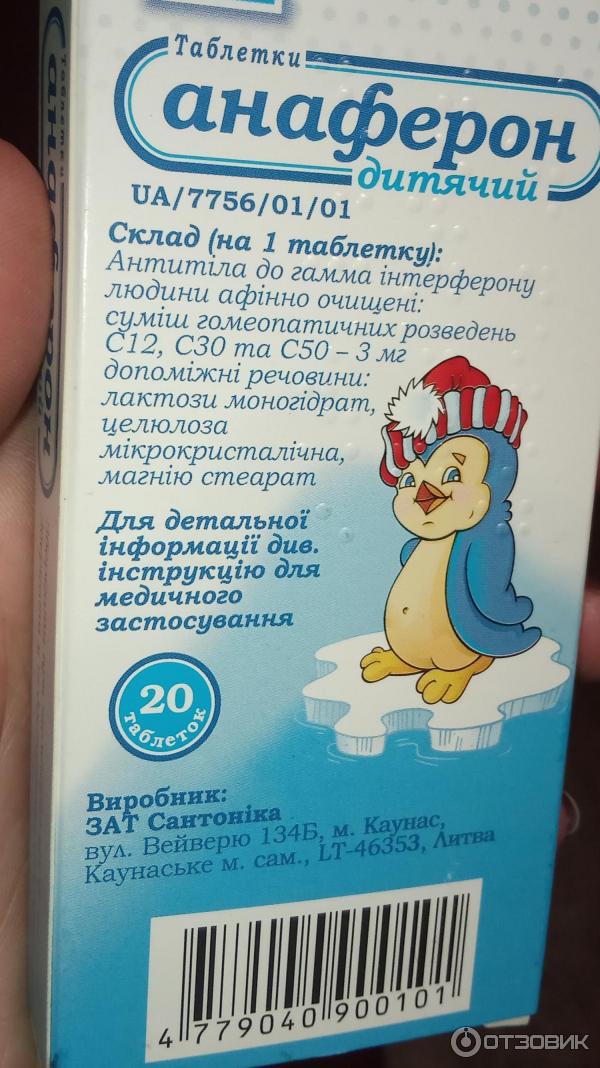 Таблетки
анаферон
дитячий
UA/7756/01/01
Склад (на 1 таблетку):
Антитіла до гамма інтерферону
людини афінно очищені:
суміш гомеопатичних розведень
С12, С30 та С50 – 3 мг
допоміжні речовини:
лактози моногідрат,
целюлоза
мікрокристалічна,
магнію стеарат
Для детальної
інформації див.
інструкцію для
медичного
застосування
20
таблеток
Виробник:
ЗАТ Сантоніка
вул. Вейверю 134Б, м. Каунас,
Каунаське м. сам., LT-46353, Литва
4 779040 900101
Таблетки
ОТЗОВИК